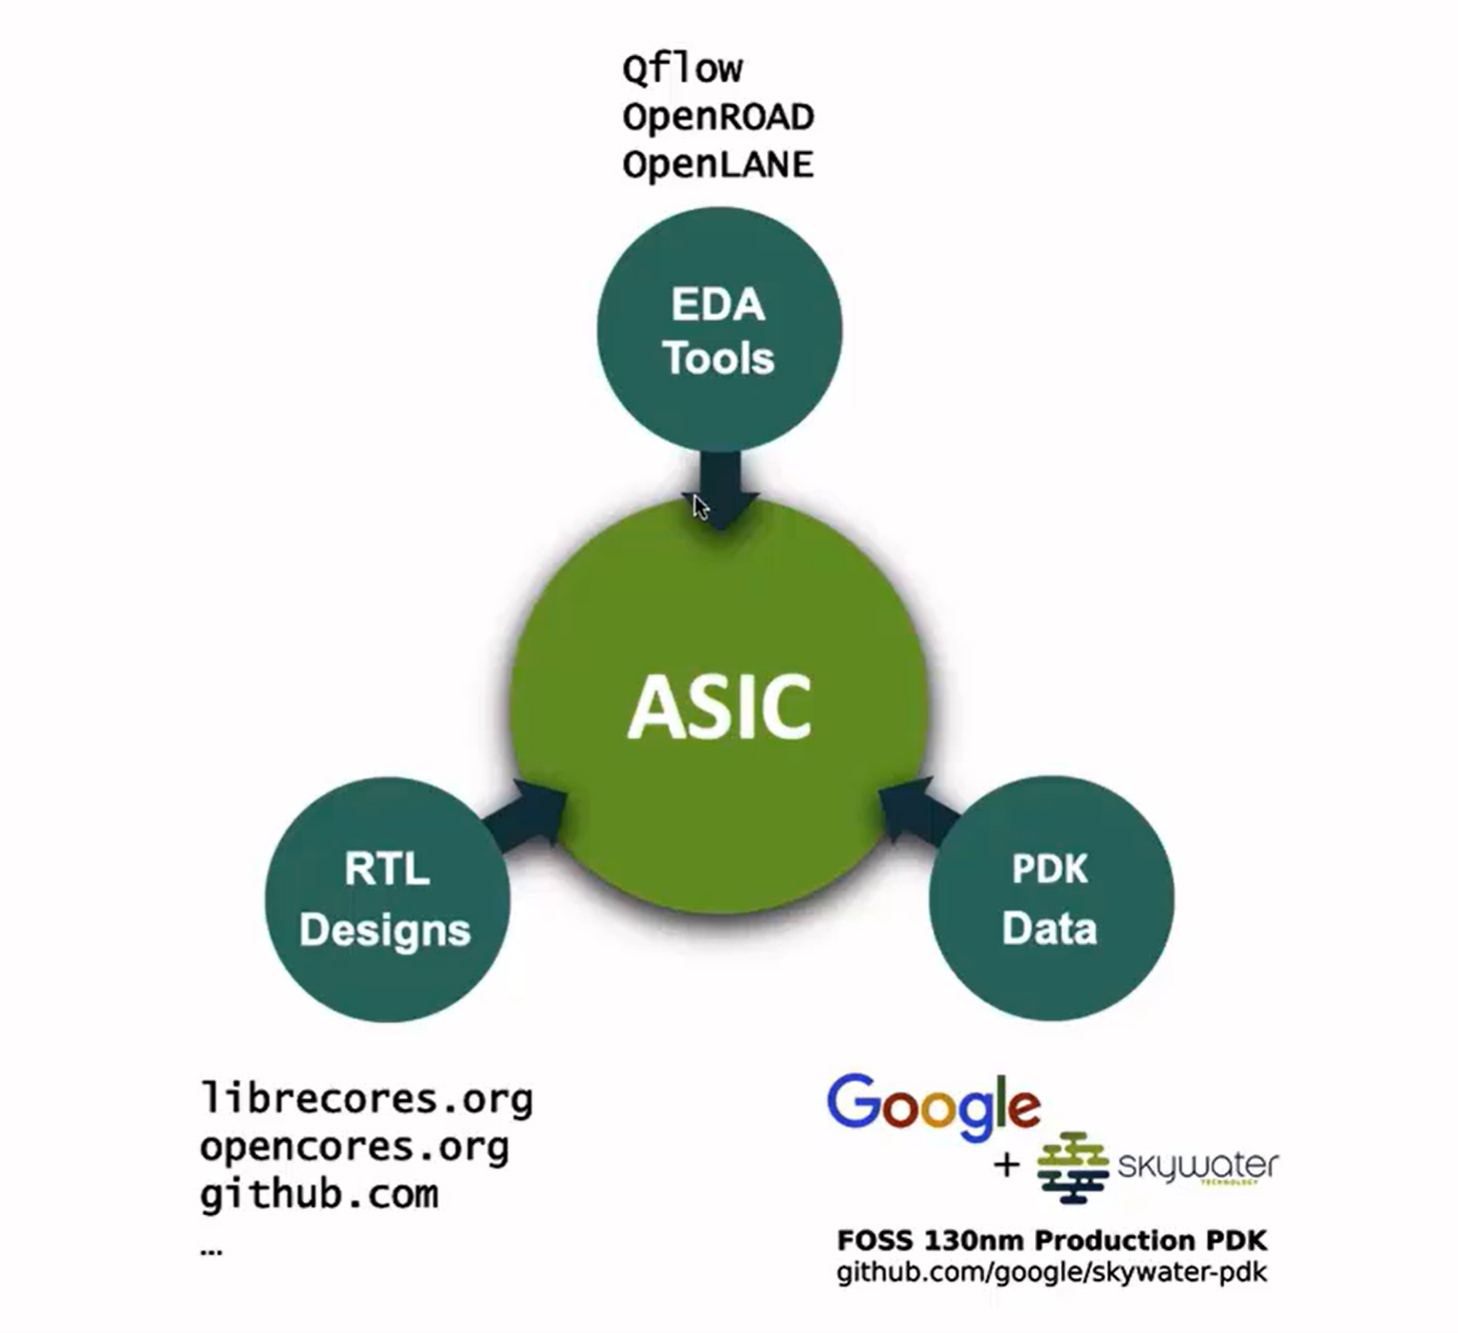 Qflow
OpenROAD
OpenLANE
EDA
Tools
ASIC
RTL
Designs
PDK
Data
librecores.org
opencores.org
github.com
...
Google
+ skywater
TECHNOLOGY
FOSS 130nm Production PDK
github.com/google/skywater-pdk